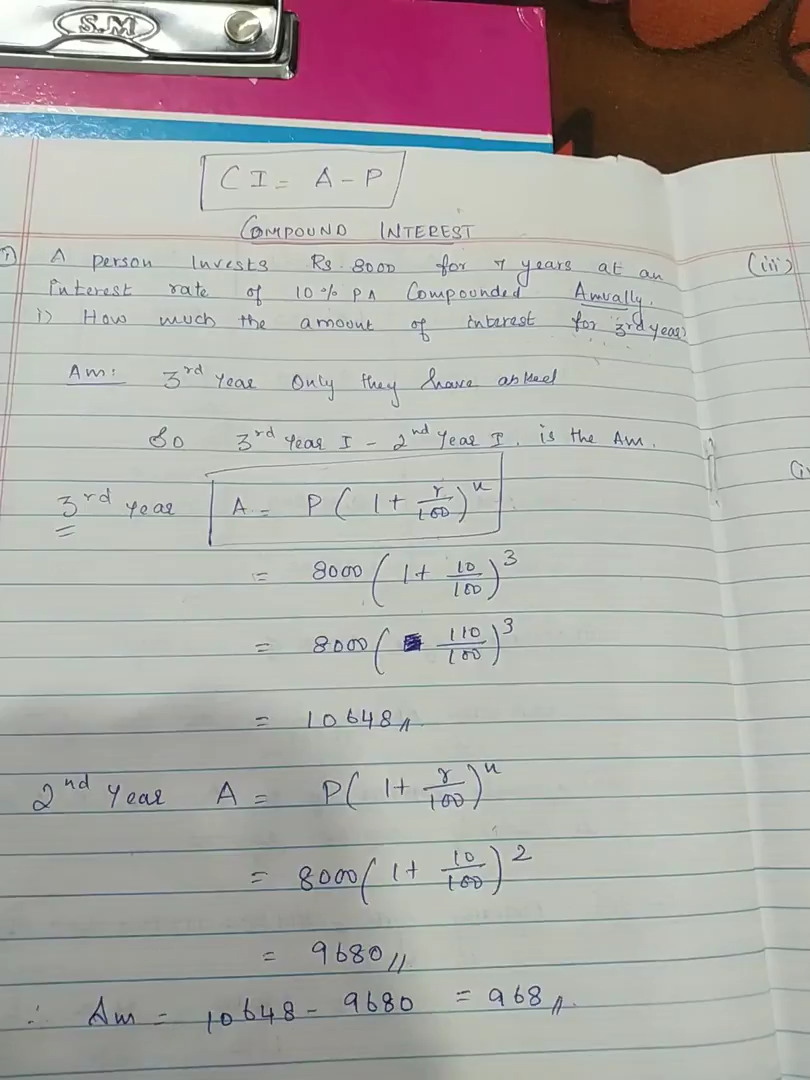 S.M
CI = A - P
COMPOUND INTEREST
A person Invests Rs. 8000 for 7 years at an (iii)
interest rate of 10% PA Compounded Annually.
i) How much the amount of interest for 3rd year
Ans: 3rd Year Only they have asked
So 3rd Year I - 2nd Year I. is the Ans.
3rd Year A = P(1 + r/100)^n
= 8000(1 + 10/100)^3
= 8000(110/100)^3
= 10648//
2nd Year A = P(1 + r/100)^n
= 8000(1 + 10/100)^2
= 9680//
∴ Ans = 10648 - 9680 = 968//